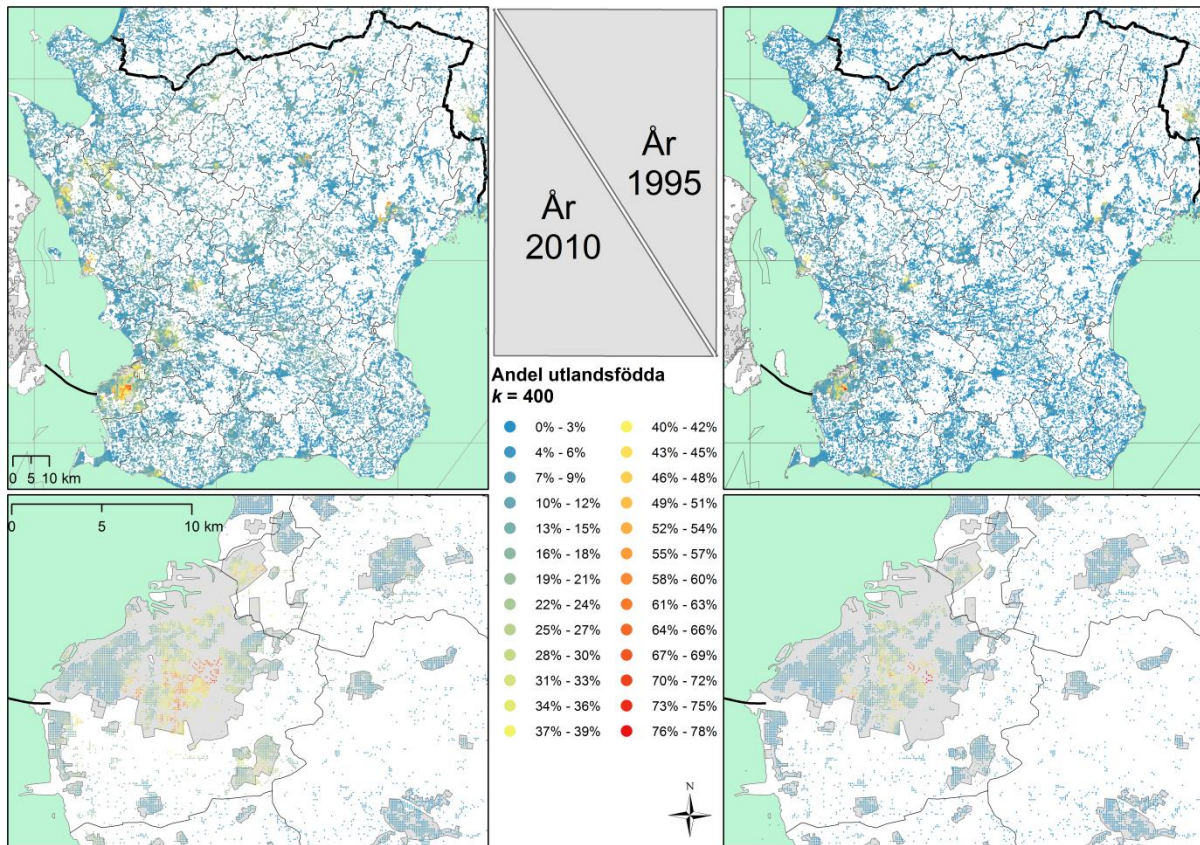 År
1995
År
2010
Andel utlandsfödda
k = 400
0% - 3%
4% - 6%
7% - 9%
10% - 12%
13% - 15%
16% - 18%
19% - 21%
22% - 24%
25% - 27%
28% - 30%
31% - 33%
34% - 36%
37% - 39%
40% - 42%
43% - 45%
46% - 48%
49% - 51%
52% - 54%
55% - 57%
58% - 60%
61% - 63%
64% - 66%
67% - 69%
70% - 72%
73% - 75%
76% - 78%
0 5 10 km
0 5 10 km
N